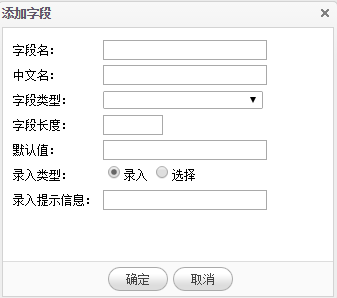 添加字段
字段名：
中文名：
字段类型：
字段长度：
默认值：
录入类型： 录入 选择
录入提示信息：
确定 取消